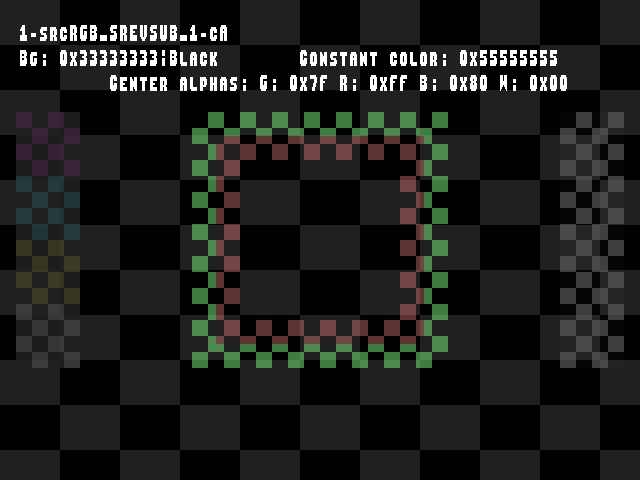 1-srcRGB_SREVSUB_1-cA
Bg: 0x33333333¦Black Constant color: 0x55555555
Center alphas: G: 0x7f R: 0xff B: 0x80 W: 0x00